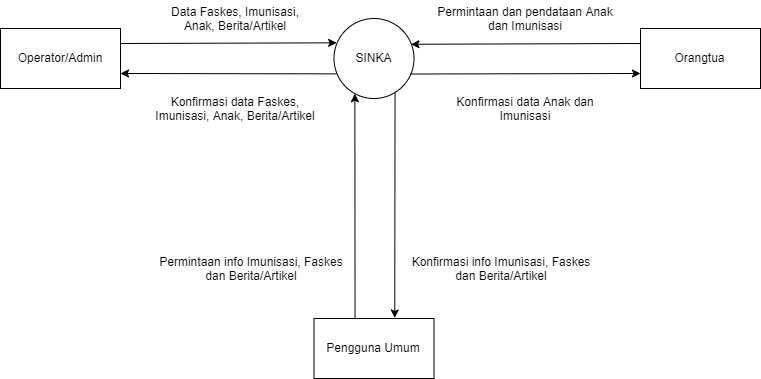 Data Faskes, Imunisasi,
Anak, Berita/Artikel
Permintaan dan pendataan Anak
dan Imunisasi
Operator/Admin
SINKA
Orangtua
Konfirmasi data Faskes,
Imunisasi, Anak, Berita/Artikel
Konfirmasi data Anak dan
Imunisasi
Permintaan info Imunisasi, Faskes
dan Berita/Artikel
Konfirmasi info Imunisasi, Faskes
dan Berita/Artikel
Pengguna Umum